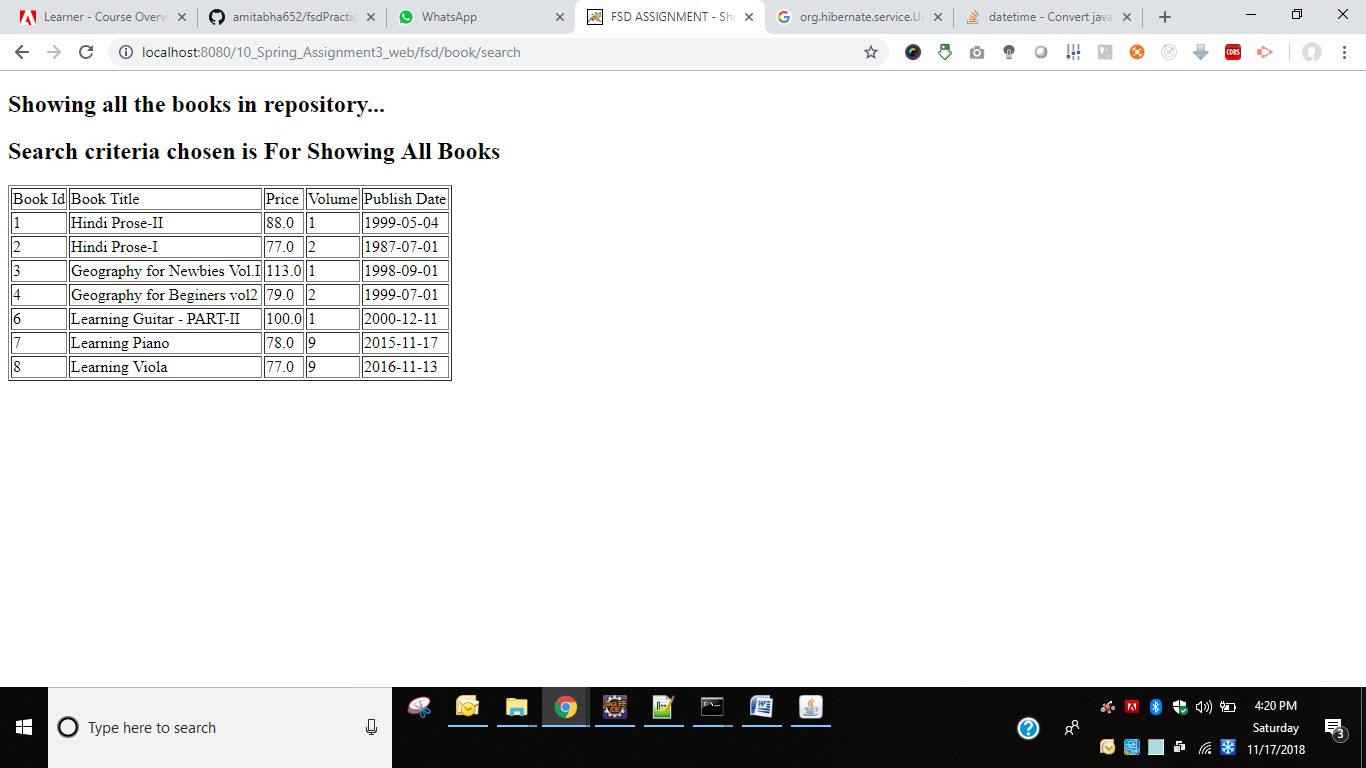 Learner - Course Overv
amitabha652/fsdPractic
WhatsApp
FSD ASSIGNMENT - Sho
org.hibernate.service.Un
datetime - Convert java
localhost:8080/10_Spring_Assignment3_web/fsd/book/search
CORS
Showing all the books in repository...
Search criteria chosen is For Showing All Books
Book Id Book Title Price Volume Publish Date
1 Hindi Prose-II 88.0 1 1999-05-04
2 Hindi Prose-I 77.0 2 1987-07-01
3 Geography for Newbies Vol.I 113.0 1 1998-09-01
4 Geography for Beginers vol2 79.0 2 1999-07-01
6 Learning Guitar - PART-II 100.0 1 2000-12-11
7 Learning Piano 78.0 9 2015-11-17
8 Learning Viola 77.0 9 2016-11-13
Type here to search
4:20 PM
Saturday
11/17/2018
3